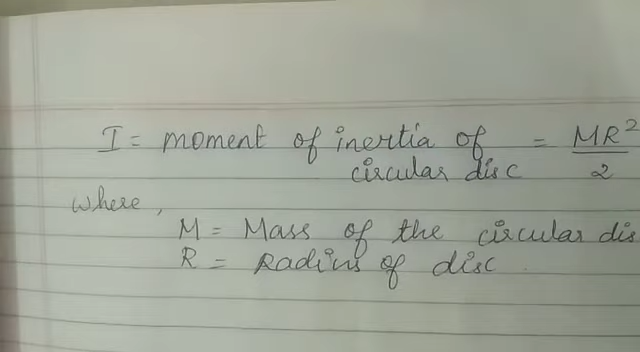 I = moment of inertia of = MR²/2
circular disc
where,
M = Mass of the circular dis
R = Radius of disc